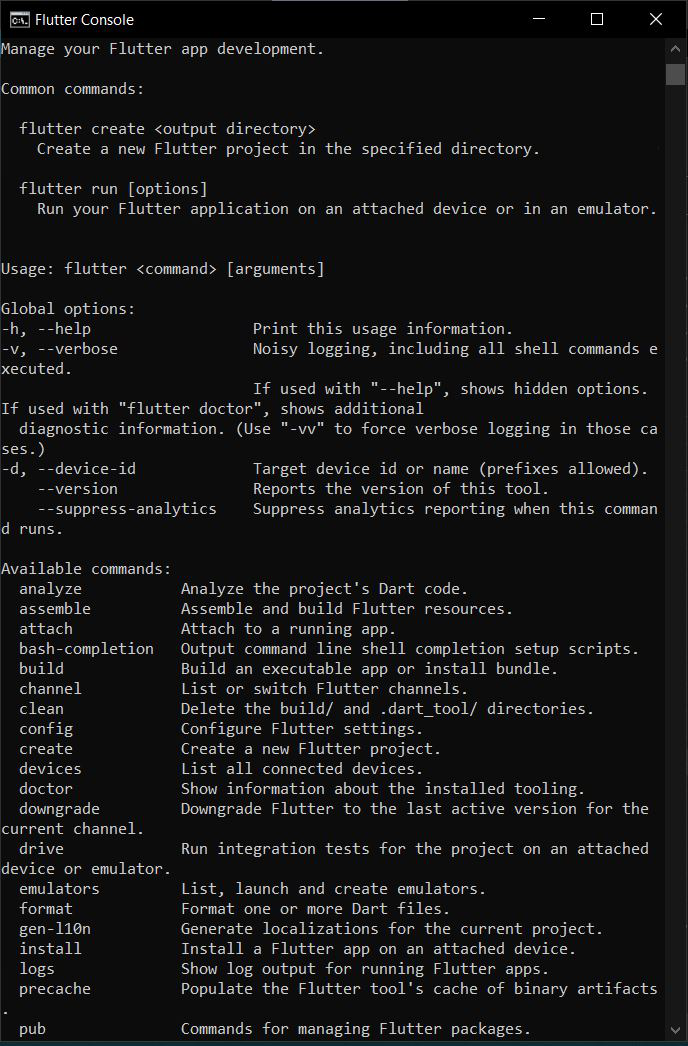 Flutter Console
Manage your Flutter app development.
Common commands:
flutter create <output directory>
Create a new Flutter project in the specified directory.
flutter run [options]
Run your Flutter application on an attached device or in an emulator.
Usage: flutter <command> [arguments]
Global options:
-h, --help                  Print this usage information.
-v, --verbose               Noisy logging, including all shell commands e
xecuted.
If used with "--help", shows hidden options.
If used with "flutter doctor", shows additional
diagnostic information. (Use "-vv" to force verbose logging in those ca
ses.)
-d, --device-id             Target device id or name (prefixes allowed).
--version               Reports the version of this tool.
--suppress-analytics    Suppress analytics reporting when this comman
d runs.
Available commands:
analyze           Analyze the project's Dart code.
assemble          Assemble and build Flutter resources.
attach            Attach to a running app.
bash-completion   Output command line shell completion setup scripts.
build             Build an executable app or install bundle.
channel           List or switch Flutter channels.
clean             Delete the build/ and .dart_tool/ directories.
config            Configure Flutter settings.
create            Create a new Flutter project.
devices           List all connected devices.
doctor            Show information about the installed tooling.
downgrade         Downgrade Flutter to the last active version for the
current channel.
drive             Run integration tests for the project on an attached
device or emulator.
emulators         List, launch and create emulators.
format            Format one or more Dart files.
gen-l10n          Generate localizations for the current project.
install           Install a Flutter app on an attached device.
logs              Show log output for running Flutter apps.
precache          Populate the Flutter tool's cache of binary artifacts
.
pub               Commands for managing Flutter packages.